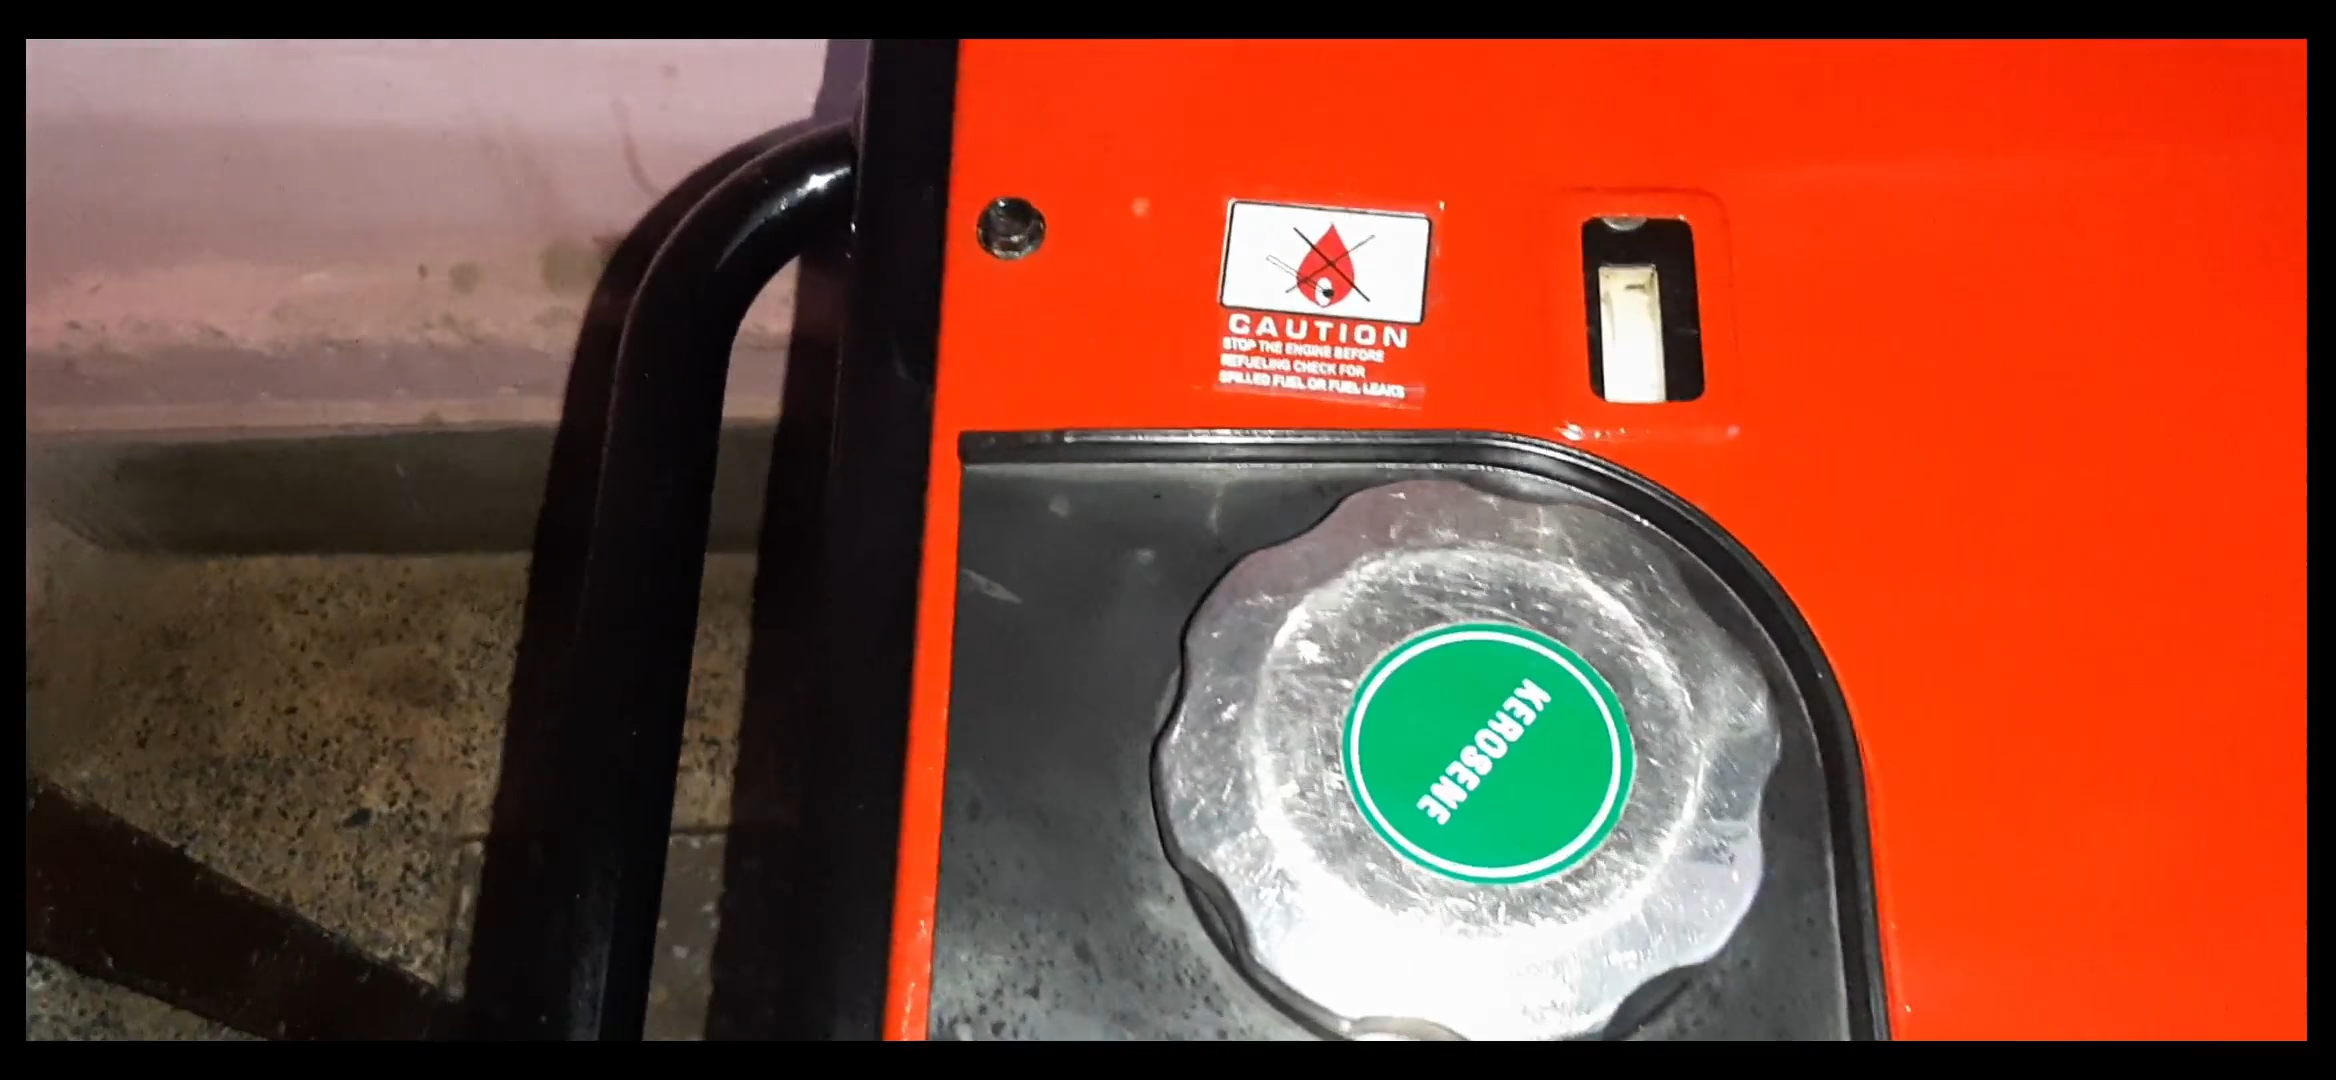 CAUTION
STOP THE ENGINE BEFORE
REFUELING CHECK FOR
SPILLED FUEL OR FUEL LEAKS
KEROSENE